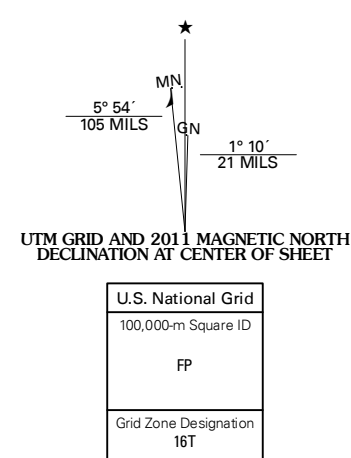 ★
MN
5° 54´
105 MILS
GN
1° 10´
21 MILS
UTM GRID AND 2011 MAGNETIC NORTH
DECLINATION AT CENTER OF SHEET
U.S. National Grid
100,000-m Square ID
FP
Grid Zone Designation
16T